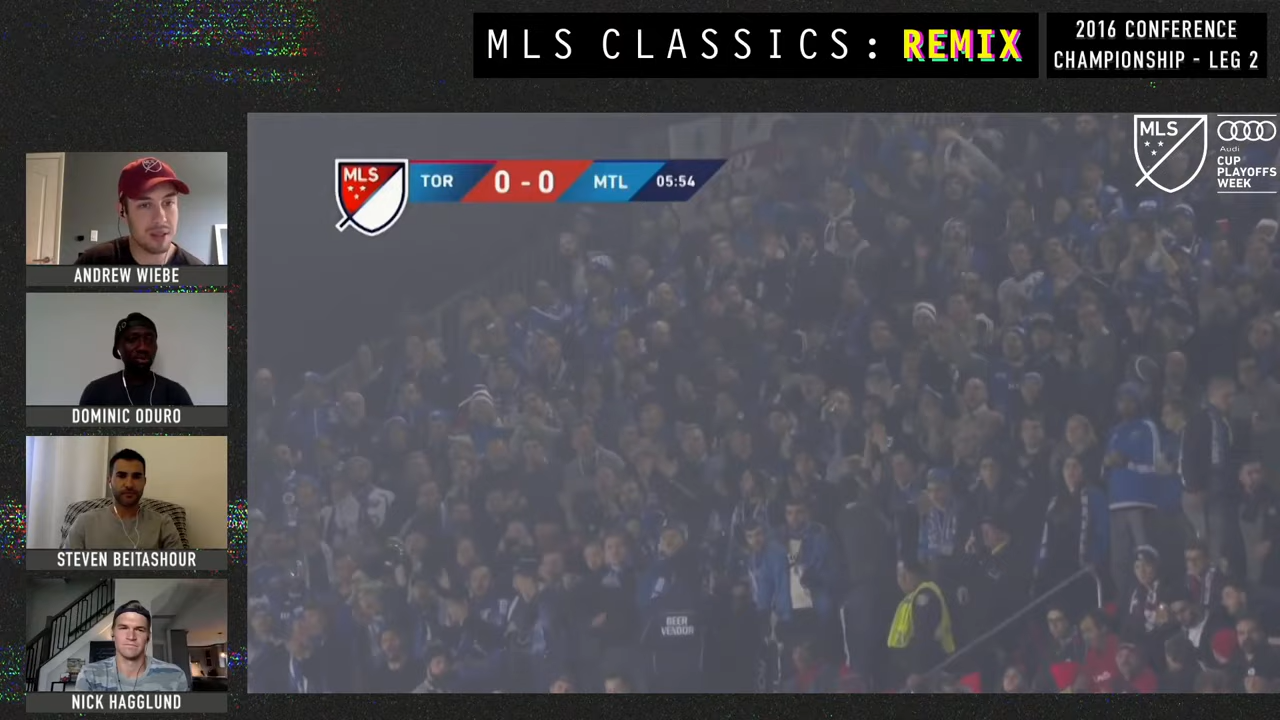 MLS CLASSICS: REMIX
2016 CONFERENCE
CHAMPIONSHIP - LEG 2
MLS
Audi
CUP
PLAYOFFS
WEEK
MLS
TOR 0 - 0 MTL 05:54
ANDREW WIEBE
DOMINIC ODURO
STEVEN BEITASHOUR
NICK HAGGLUND
BEER
VENDOR